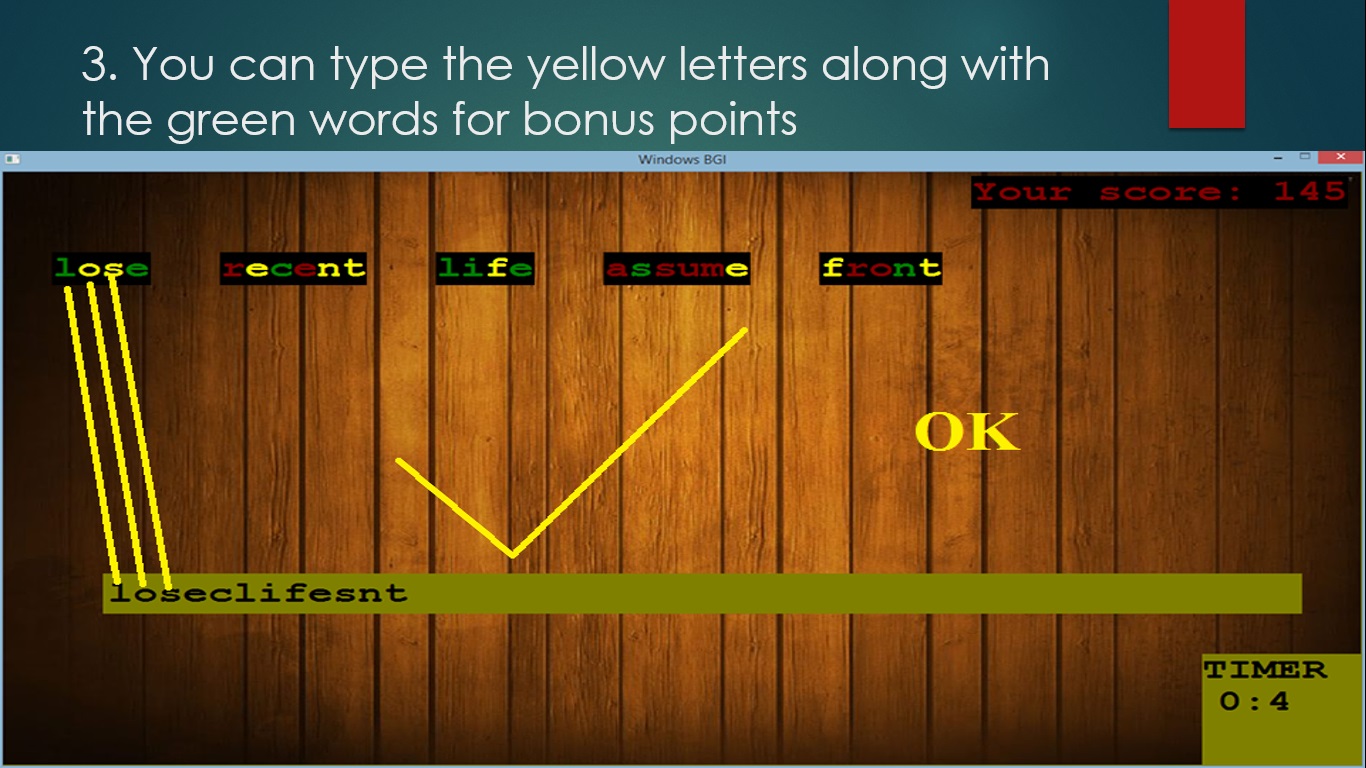 3. You can type the yellow letters along with
the green words for bonus points
Windows BGI
Your score: 145
lose recent life assume front
OK
loseclifesnt
TIMER
0:4